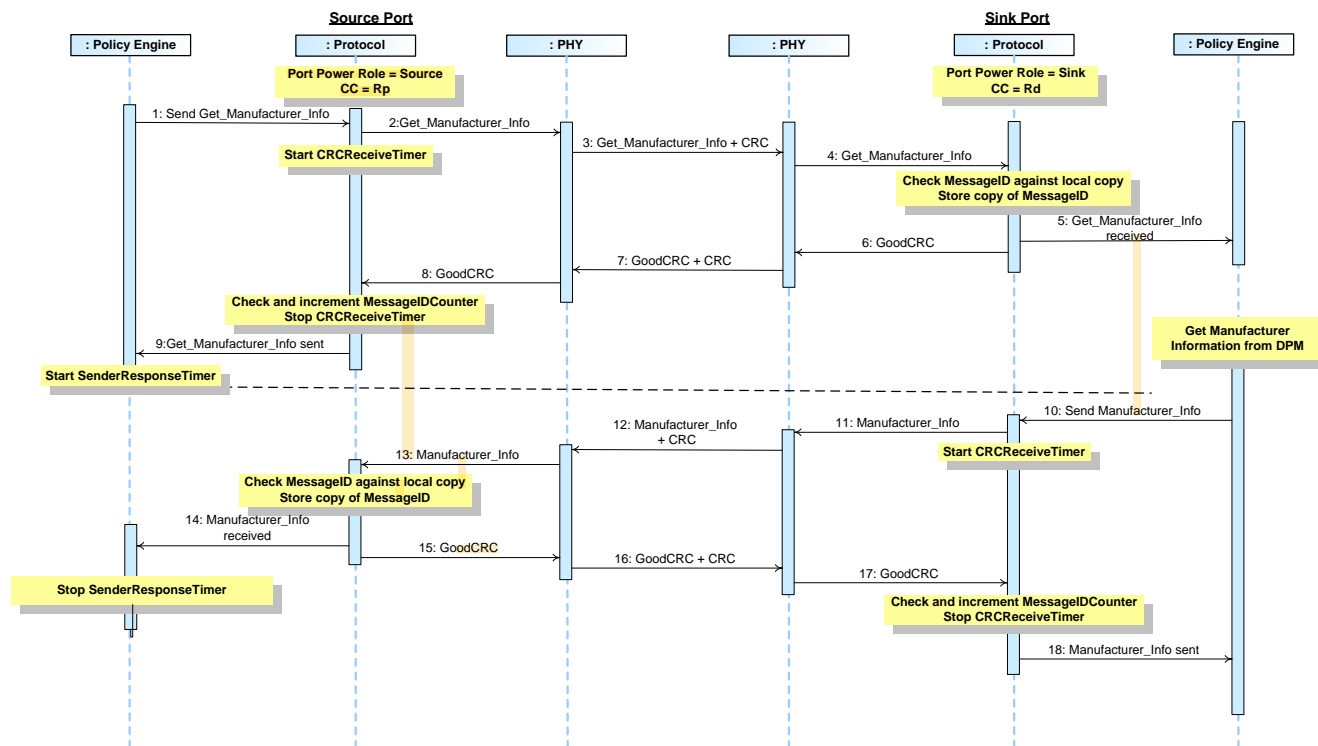 Source Port
Sink Port
: Policy Engine
: Protocol
: PHY
: PHY
: Protocol
: Policy Engine
Port Power Role = Source
CC = Rp
Port Power Role = Sink
CC = Rd
1: Send Get_Manufacturer_Info
2:Get_Manufacturer_Info
Start CRCReceiveTimer
3: Get_Manufacturer_Info + CRC
4: Get_Manufacturer_Info
Check MessageID against local copy
Store copy of MessageID
5: Get_Manufacturer_Info
received
6: GoodCRC
7: GoodCRC + CRC
8: GoodCRC
Check and increment MessageIDCounter
Stop CRCReceiveTimer
9:Get_Manufacturer_Info sent
Start SenderResponseTimer
Get Manufacturer
Information from DPM
10: Send Manufacturer_Info
11: Manufacturer_Info
Start CRCReceiveTimer
12: Manufacturer_Info
+ CRC
13: Manufacturer_Info
Check MessageID against local copy
Store copy of MessageID
14: Manufacturer_Info
received
15: GoodCRC
16: GoodCRC + CRC
17: GoodCRC
Stop SenderResponseTimer
Check and increment MessageIDCounter
Stop CRCReceiveTimer
18: Manufacturer_Info sent